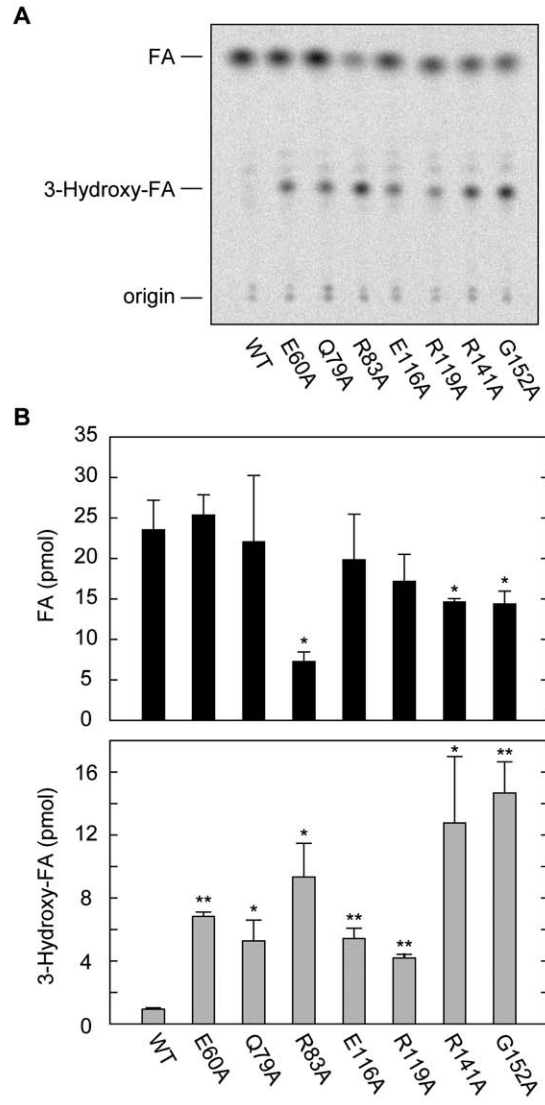 A
FA
3-Hydroxy-FA
origin
WT E60A Q79A R83A E116A R119A R141A G152A
B
35
30
25
20
15
10
5
0
FA (pmol)
* * *
16
12
8
4
0
3-Hydroxy-FA (pmol)
** * * ** ** * **
WT E60A Q79A R83A E116A R119A R141A G152A